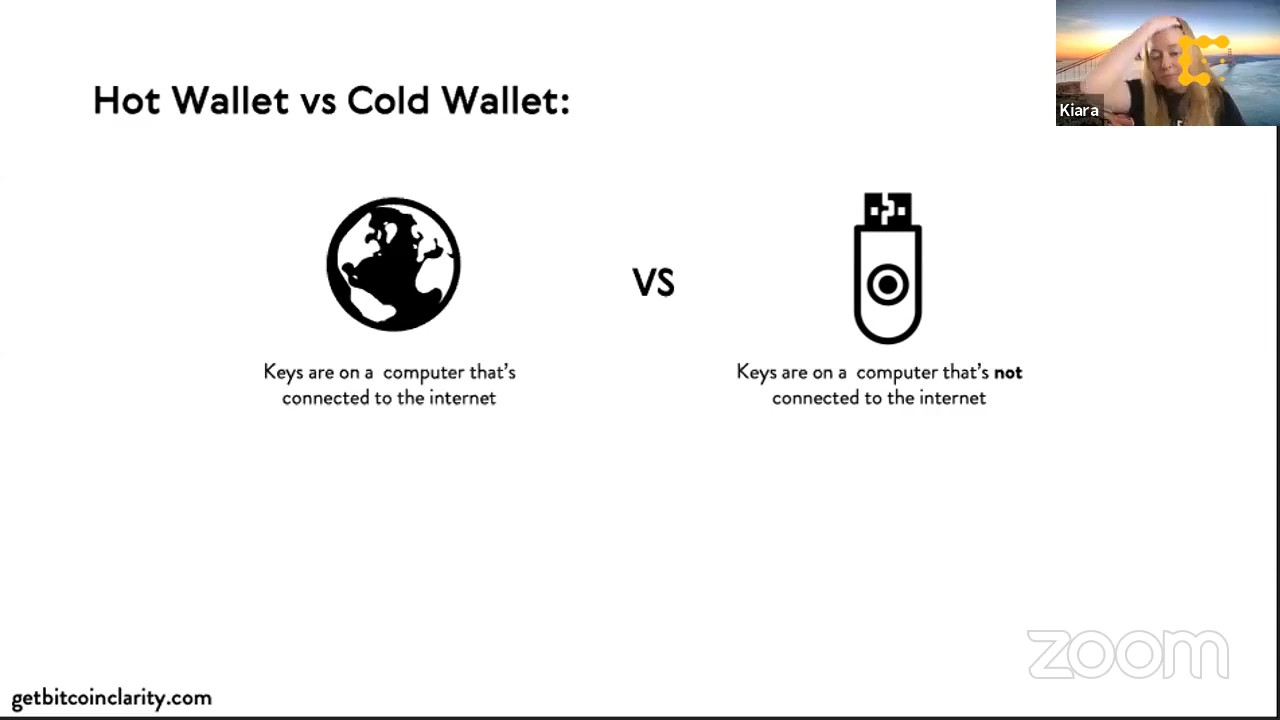 Hot Wallet vs Cold Wallet:
Kiara
VS
Keys are on a computer that's
connected to the internet
Keys are on a computer that's not
connected to the internet
zoom
getbitcoinclarity.com